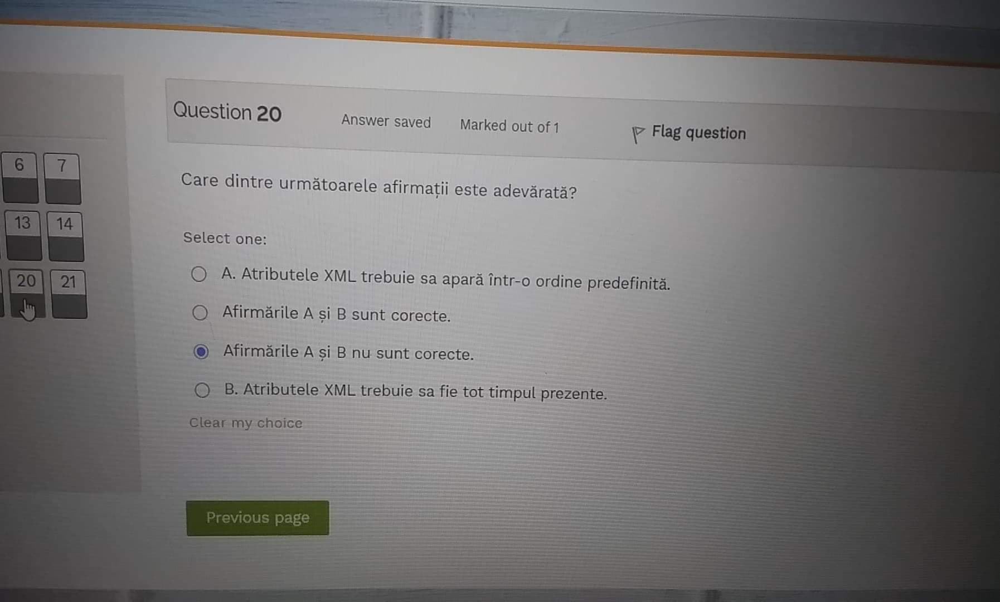 Question 20
Answer saved
Marked out of 1
Flag question
6
7
13
14
20
21
Care dintre următoarele afirmații este adevărată?
Select one:
A. Atributele XML trebuie sa apară într-o ordine predefinită.
Afirmările A și B sunt corecte.
Afirmările A și B nu sunt corecte.
B. Atributele XML trebuie sa fie tot timpul prezente.
Clear my choice
Previous page